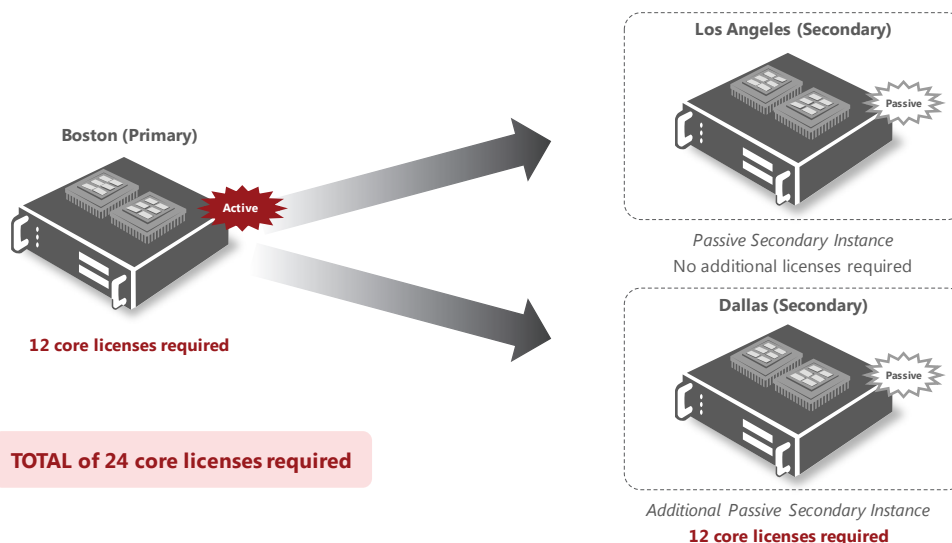 Los Angeles (Secondary)
Passive
Boston (Primary)
Active
Passive Secondary Instance
No additional licenses required
Dallas (Secondary)
12 core licenses required
Passive
TOTAL of 24 core licenses required
Additional Passive Secondary Instance
12 core licenses required